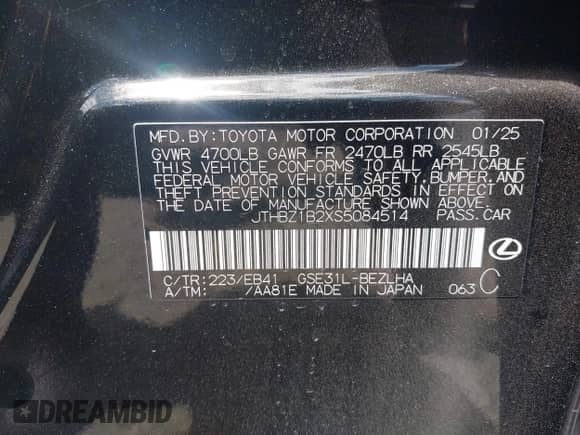 MFD. BY: TOYOTA MOTOR CORPORATION 01/25
GVWR 4700LB GAWR FR 2470LB RR 2545LB
THIS VEHICLE CONFORMS TO ALL APPLICABLE
FEDERAL MOTOR VEHICLE SAFETY, BUMPER, AND
THEFT PREVENTION STANDARDS IN EFFECT ON
THE DATE OF MANUFACTURE SHOWN ABOVE.
JTHBZ1B2XS5084514 PASS. CAR
C/TR: 223/EB41 GSE31L-BEZLHA
A/TM: /AA81E MADE IN JAPAN 063 C
DREAMBID